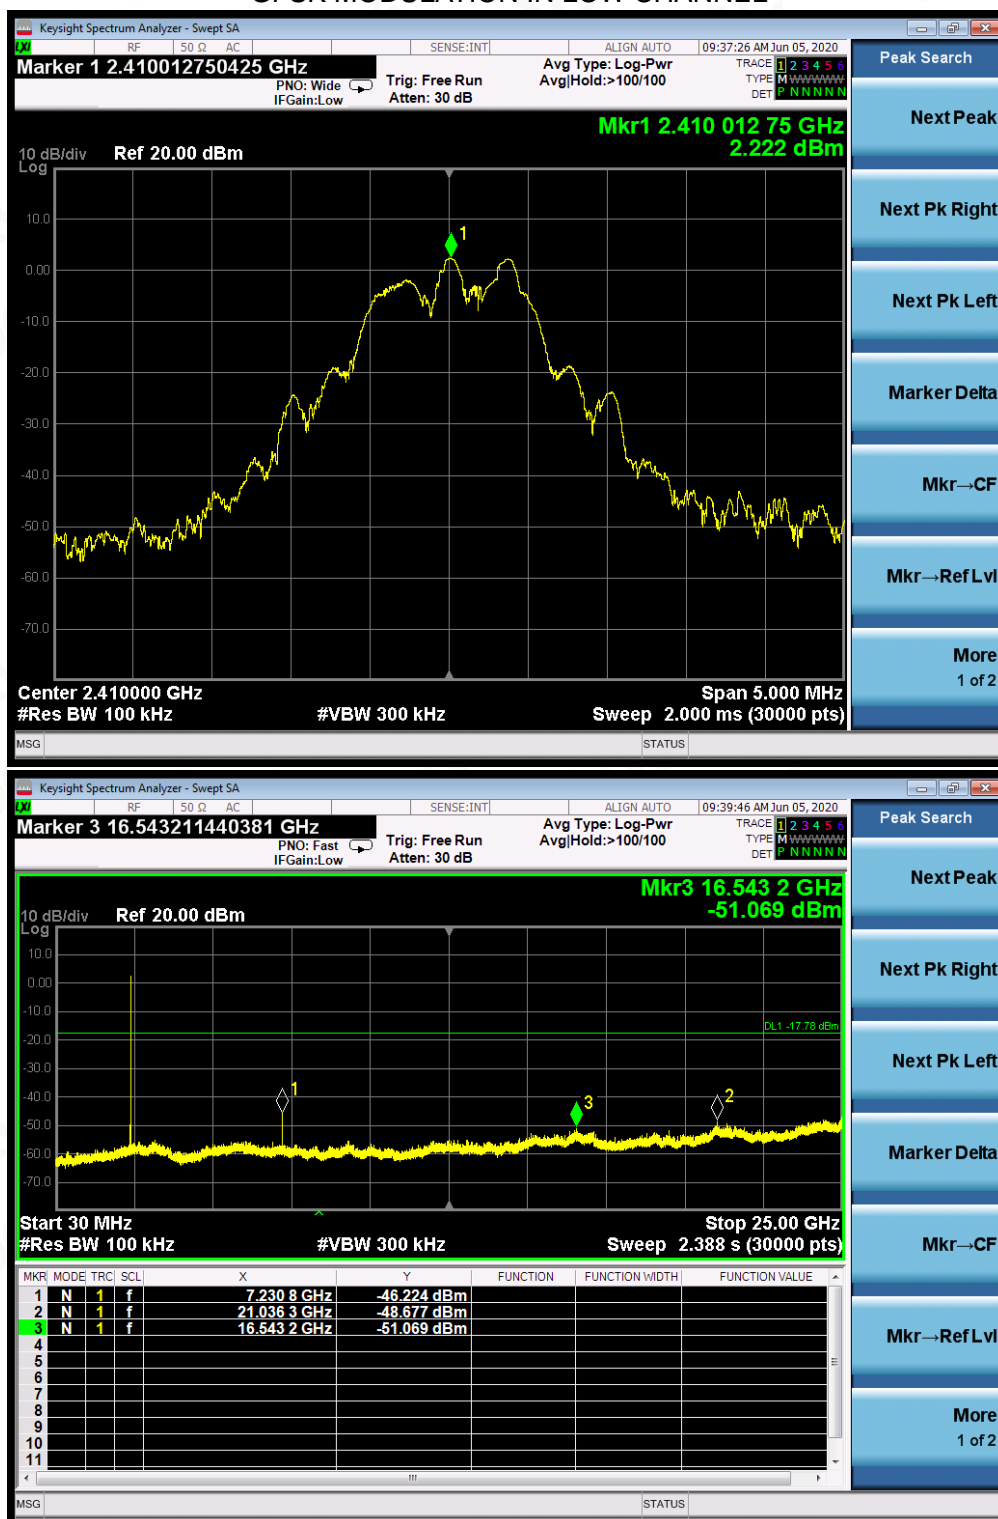 GFSK MODULATION IN LOW CHANNEL
Keysight Spectrum Analyzer - Swept SA
LXI RF 50 Ω AC SENSE:INT ALIGN AUTO 09:37:26 AM Jun 05, 2020
Marker 1 2.410012750425 GHz
PNO: Wide
IFGain:Low
Trig: Free Run
Atten: 30 dB
Avg Type: Log-Pwr
Avg|Hold:>100/100
TRACE 1 2 3 4 5 6
TYPE M WWWWW
DET P N N N N N
Mkr1 2.410 012 75 GHz
2.222 dBm
10 dB/div Ref 20.00 dBm
Log
10.0
0.00
-10.0
-20.0
-30.0
-40.0
-50.0
-60.0
-70.0
1
Center 2.410000 GHz Span 5.000 MHz
#Res BW 100 kHz #VBW 300 kHz Sweep 2.000 ms (30000 pts)
MSG STATUS
Peak Search
Next Peak
Next Pk Right
Next Pk Left
Marker Delta
Mkr→CF
Mkr→Ref Lvl
More
1 of 2
Keysight Spectrum Analyzer - Swept SA
LXI RF 50 Ω AC SENSE:INT ALIGN AUTO 09:39:46 AM Jun 05, 2020
Marker 3 16.543211440381 GHz
PNO: Fast
IFGain:Low
Trig: Free Run
Atten: 30 dB
Avg Type: Log-Pwr
Avg|Hold:>100/100
TRACE 1 2 3 4 5 6
TYPE M WWWWW
DET P N N N N N
Mkr3 16.543 2 GHz
-51.069 dBm
10 dB/div Ref 20.00 dBm
Log
10.0
0.00
-10.0
-20.0
-30.0
-40.0
-50.0
-60.0
-70.0
DL1 -17.78 dBm
1
3
2
Start 30 MHz Stop 25.00 GHz
#Res BW 100 kHz #VBW 300 kHz Sweep 2.388 s (30000 pts)
MKR MODE TRC SCL X Y FUNCTION FUNCTION WIDTH FUNCTION VALUE
1 N 1 f 7.230 8 GHz -46.224 dBm
2 N 1 f 21.036 3 GHz -48.677 dBm
3 N 1 f 16.543 2 GHz -51.069 dBm
4
5
6
7
8
9
10
11
MSG STATUS
Peak Search
Next Peak
Next Pk Right
Next Pk Left
Marker Delta
Mkr→CF
Mkr→Ref Lvl
More
1 of 2